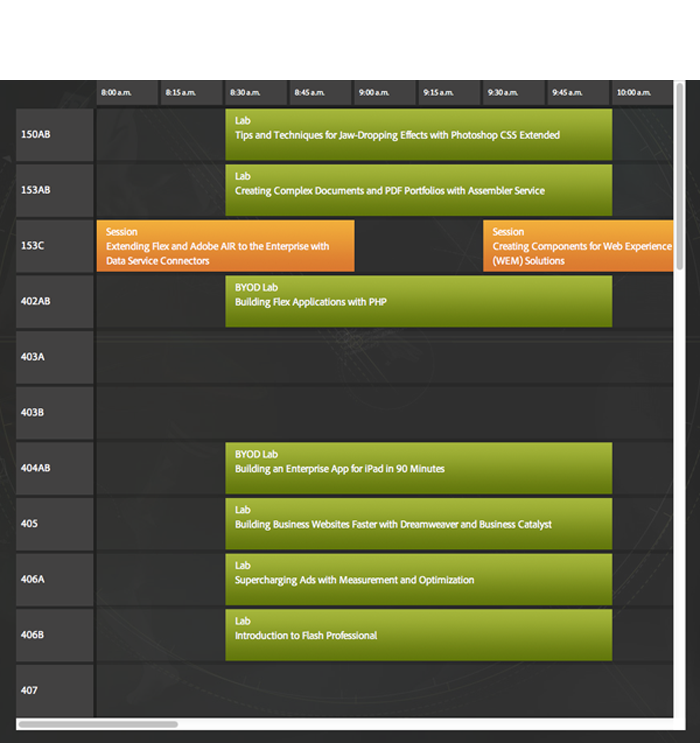 8:00 a.m. 8:15 a.m. 8:30 a.m. 8:45 a.m. 9:00 a.m. 9:15 a.m. 9:30 a.m. 9:45 a.m. 10:00 a.m.
150AB
Lab
Tips and Techniques for Jaw-Dropping Effects with Photoshop CS5 Extended
153AB
Lab
Creating Complex Documents and PDF Portfolios with Assembler Service
153C
Session
Extending Flex and Adobe AIR to the Enterprise with
Data Service Connectors
Session
Creating Components for Web Experience
(WEM) Solutions
402AB
BYOD Lab
Building Flex Applications with PHP
403A
403B
404AB
BYOD Lab
Building an Enterprise App for iPad in 90 Minutes
405
Lab
Building Business Websites Faster with Dreamweaver and Business Catalyst
406A
Lab
Supercharging Ads with Measurement and Optimization
406B
Lab
Introduction to Flash Professional
407